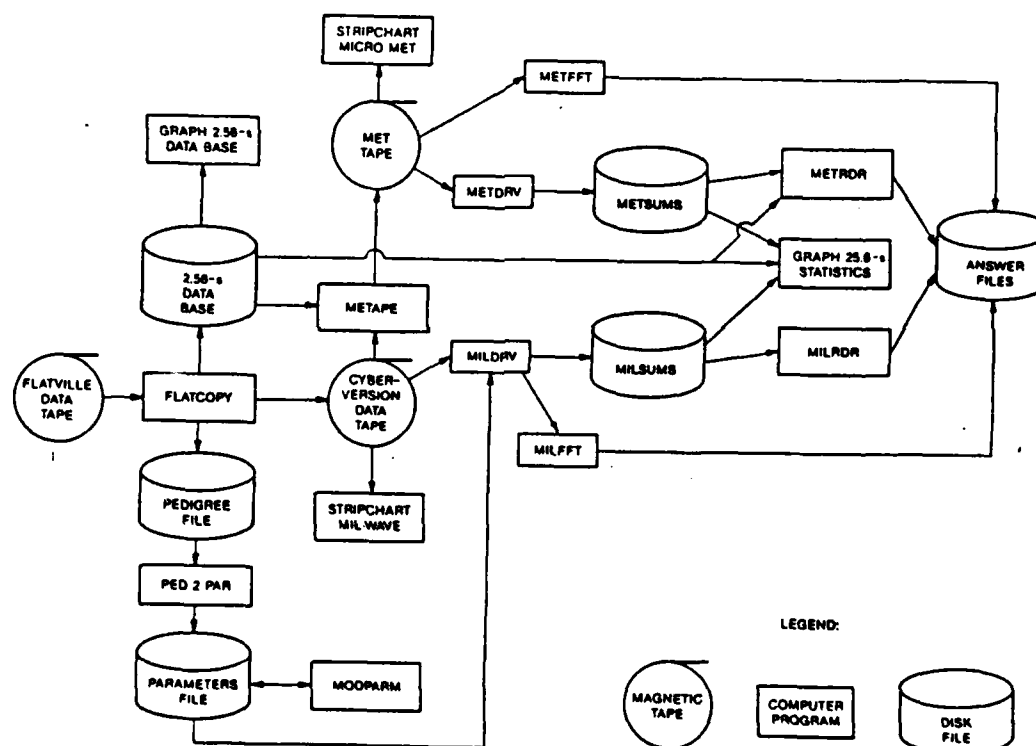 STRIPCHART
MICRO MET
METFFT
GRAPH 2.56-s
DATA BASE
MET
TAPE
METDRV
METSUMS
METRDR
GRAPH 25.6-s
STATISTICS
ANSWER
FILES
2.56-s
DATA
BASE
METAPE
FLATVILLE
DATA
TAPE
FLATCOPY
CYBER-
VERSION
DATA
TAPE
MILDRV
MILSUMS
MILRDR
MILFFT
PEDIGREE
FILE
STRIPCHART
MIL-WAVE
PED 2 PAR
PARAMETERS
FILE
MODPARM
LEGEND:
MAGNETIC
TAPE
COMPUTER
PROGRAM
DISK
FILE